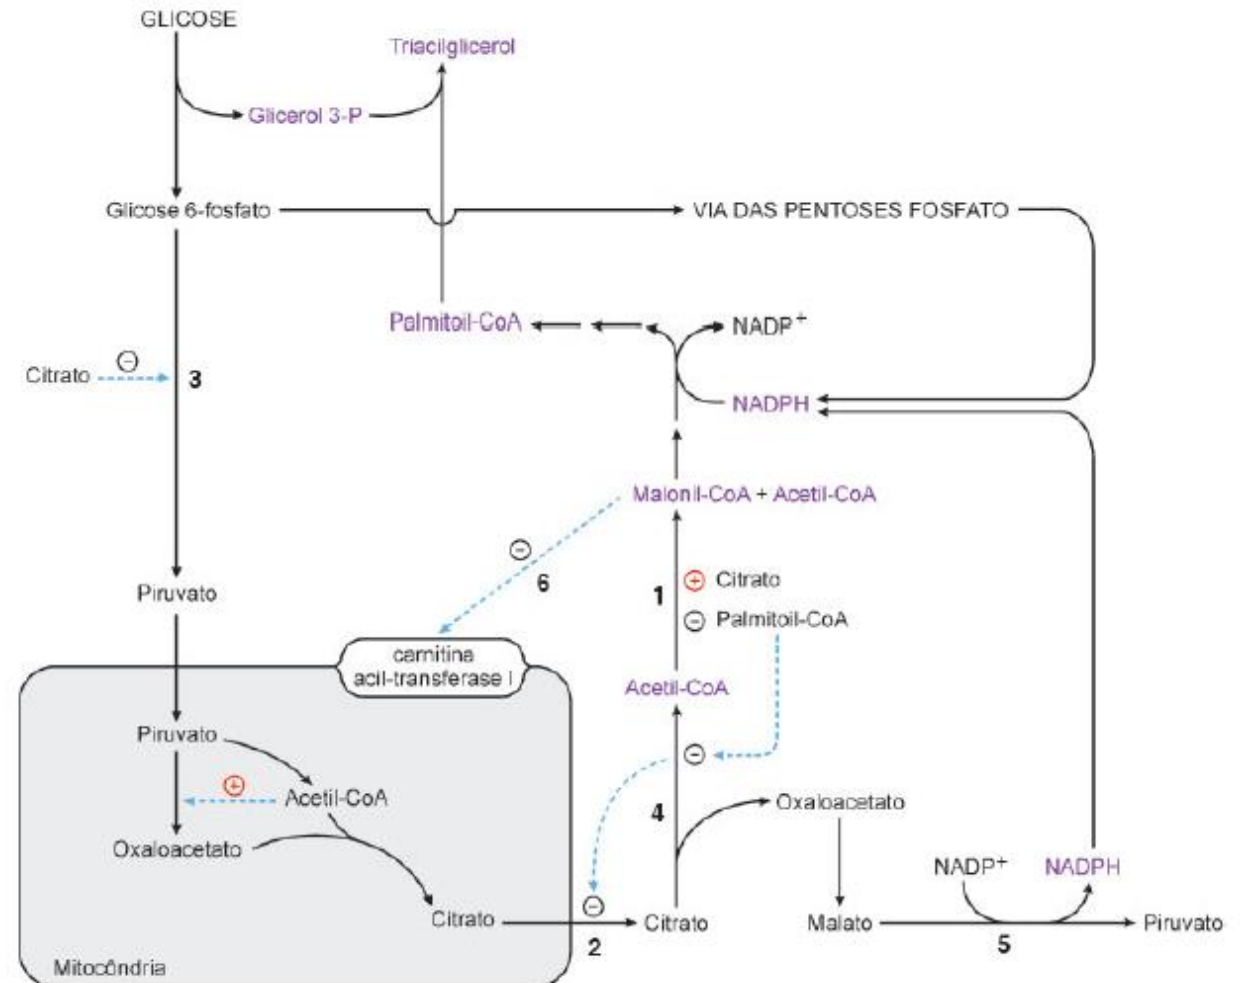 GLICOSE
Triacilglicerol
Glicerol 3-P
Glicose 6-fosfato
VIA DAS PENTOSES FOSFATO
Palmitoil-CoA
NADP+
Citrato
−
3
NADPH
Malonil-CoA + Acetil-CoA
−
6
Piruvato
1
+ Citrato
− Palmitoil-CoA
carnitina
acil-transferase I
Acetil-CoA
Piruvato
−
+
Acetil-CoA
4
Oxaloacetato
Oxaloacetato
NADP+
NADPH
−
Citrato
2
Citrato
Malato
5
Piruvato
Mitocôndria